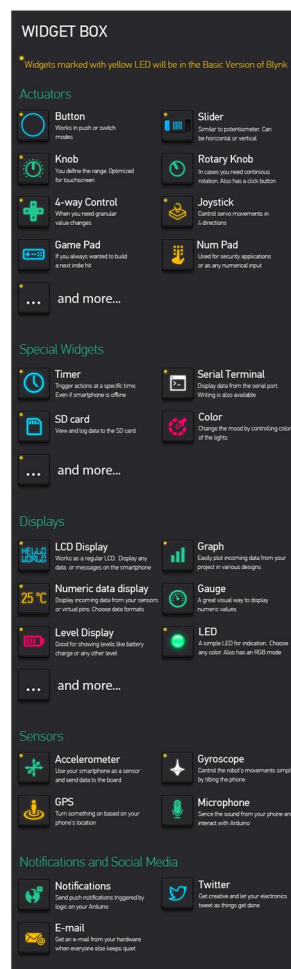 WIDGET BOX
*Widgets marked with yellow LED will be in the Basic Version of Blynk
Actuators
Button
Works in push or switch
modes
Slider
Similar to potentiometer. Can
be horizontal or vertical
Knob
You define the range. Optimized
for touchscreen
Rotary Knob
In cases you need continious
rotation. Also has a click button
4-way Control
When you need granular
value changes
Joystick
Control servo movements in
4 directions
Game Pad
If you always wanted to build
a next indie hit
Num Pad
Used for security applications
or as any numerical input
... and more...
Special Widgets
Timer
Trigger actions at a specific time.
Even if smartphone is offline
Serial Terminal
Display data from the serial port.
Writing is also available
SD card
View and log data to the SD card
Color
Change the mood by controlling color
of the lights
... and more...
Displays
HELLO
WORLD
LCD Display
Works as a regular LCD. Display any
data or messages on the smartphone
Graph
Easily plot incoming data from your
project in various designs
25 °C
Numeric data display
Display incoming data from your sensors
or virtual pins. Choose data formats
Gauge
A great visual way to display
numeric values
Level Display
Good for showing levels like battery
charge or any other level
LED
A simple LED for indication. Choose
any color. Also has an RGB mode
... and more...
Sensors
Accelerometer
Use your smartphone as a sensor
and send data to the board
Gyroscope
Control the robot's movements simpl
by tilting the phone
GPS
Turn something on based on your
phone's location
Microphone
Sence the sound from your phone an
interact with Arduino
Notifications and Social Media
Notifications
Send push notifications triggered by
logic on your Arduino
Twitter
Get creative and let your electronics
tweet as things get done
E-mail
Get an e-mail from your hardware
when everyone else keeps quiet